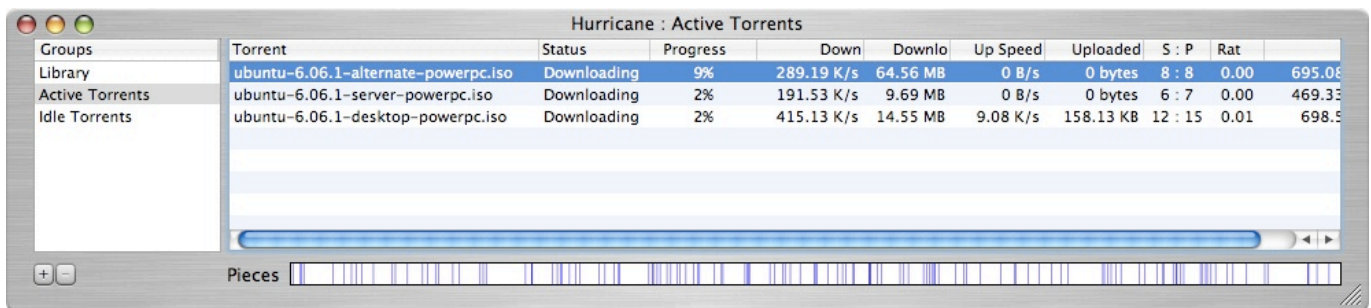 Hurricane : Active Torrents
Groups Torrent Status Progress Down Downlo Up Speed Uploaded S : P Rat
Library ubuntu-6.06.1-alternate-powerpc.iso Downloading 9% 289.19 K/s 64.56 MB 0 B/s 0 bytes 8 : 8 0.00 695.08
Active Torrents ubuntu-6.06.1-server-powerpc.iso Downloading 2% 191.53 K/s 9.69 MB 0 B/s 0 bytes 6 : 7 0.00 469.33
Idle Torrents ubuntu-6.06.1-desktop-powerpc.iso Downloading 2% 415.13 K/s 14.55 MB 9.08 K/s 158.13 KB 12 : 15 0.01 698.5
Pieces